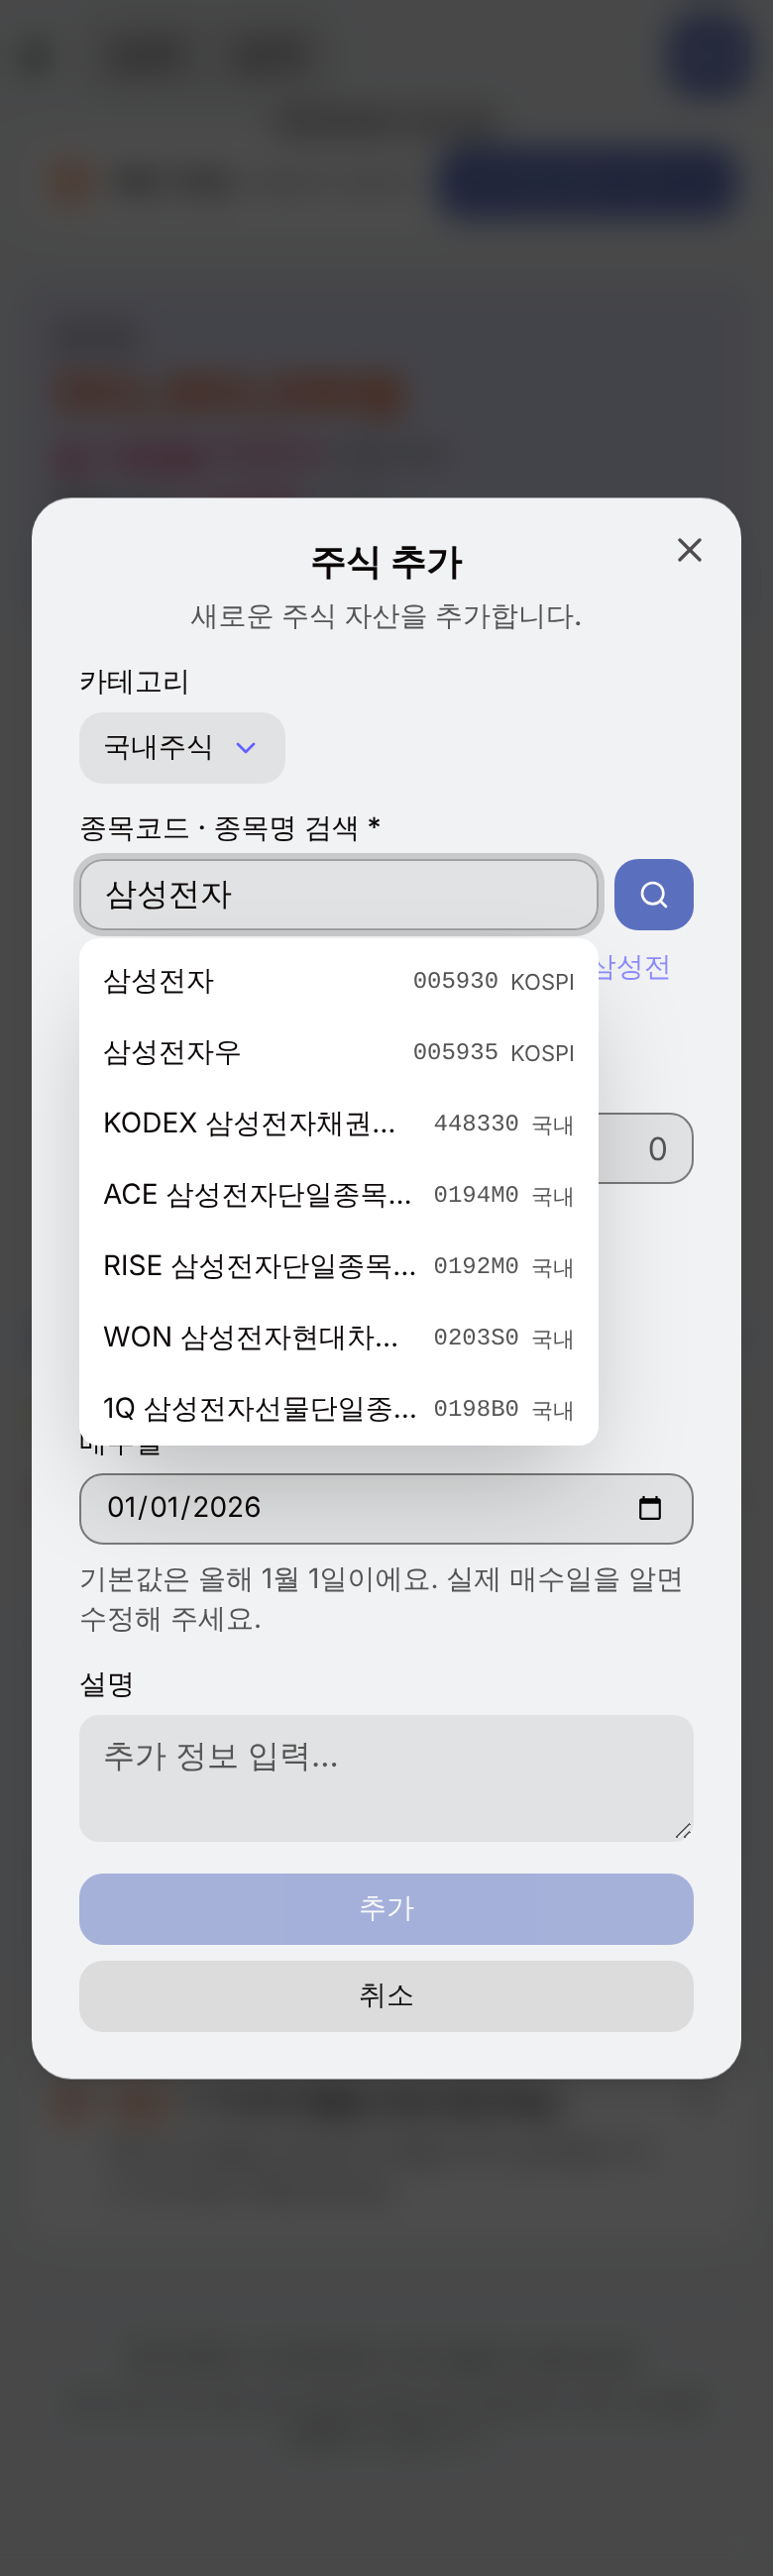 주식 추가
새로운 주식 자산을 추가합니다.
카테고리
국내주식
종목코드 · 종목명 검색 *
삼성전자
삼성전
삼성전자 005930 KOSPI
삼성전자우 005935 KOSPI
KODEX 삼성전자채권... 448330 국내
0
ACE 삼성전자단일종목... 0194M0 국내
RISE 삼성전자단일종목... 0192M0 국내
WON 삼성전자현대차... 0203S0 국내
1Q 삼성전자선물단일종... 0198B0 국내
01/01/2026
기본값은 올해 1월 1일이에요. 실제 매수일을 알면
수정해 주세요.
설명
추가 정보 입력...
추가
취소